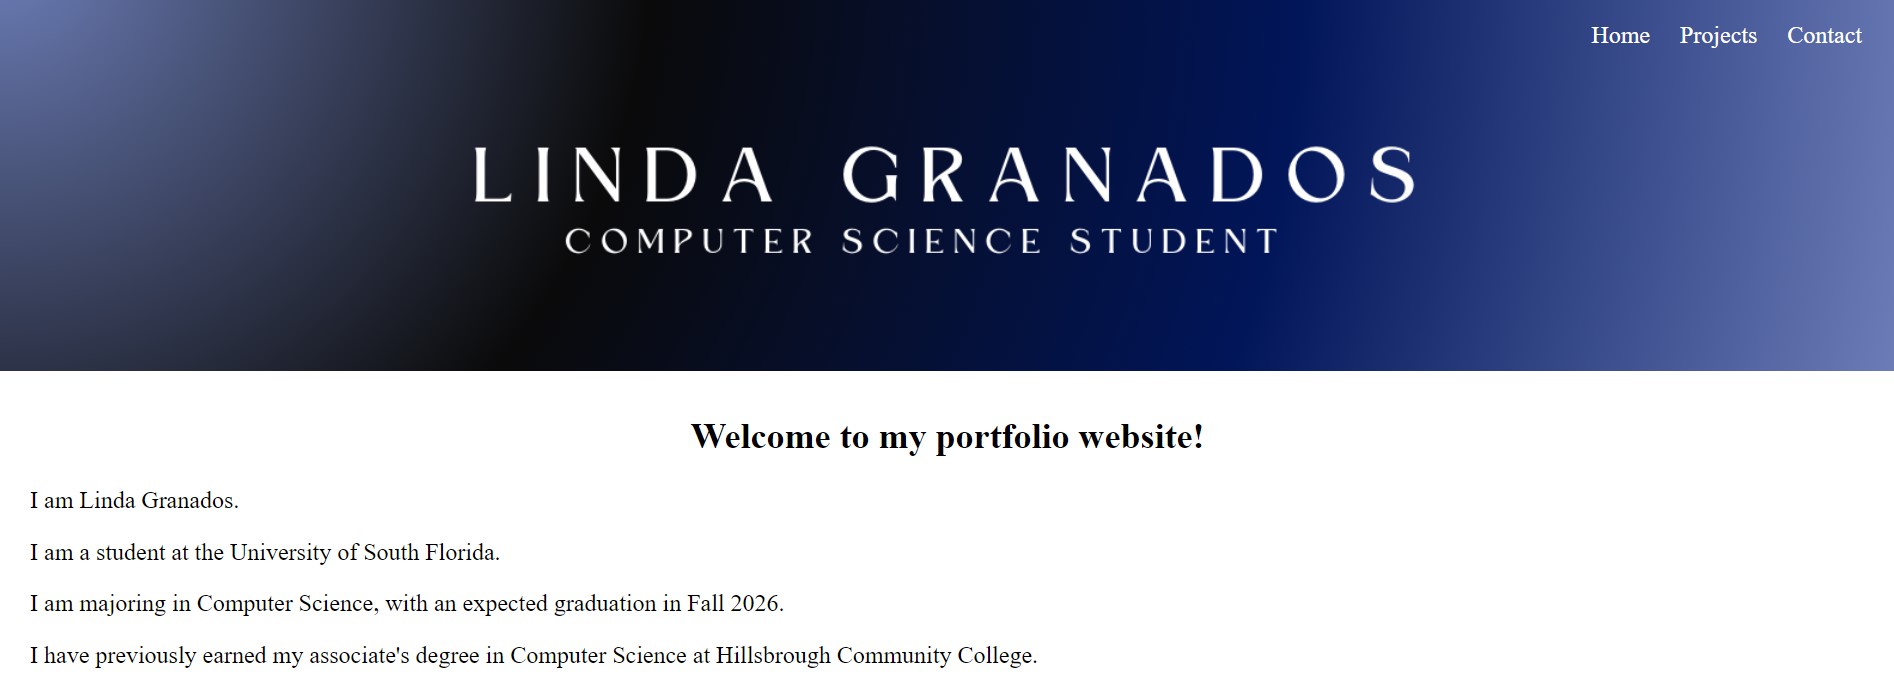 Home Projects Contact
LINDA GRANADOS
COMPUTER SCIENCE STUDENT
Welcome to my portfolio website!
I am Linda Granados.
I am a student at the University of South Florida.
I am majoring in Computer Science, with an expected graduation in Fall 2026.
I have previously earned my associate's degree in Computer Science at Hillsbrough Community College.